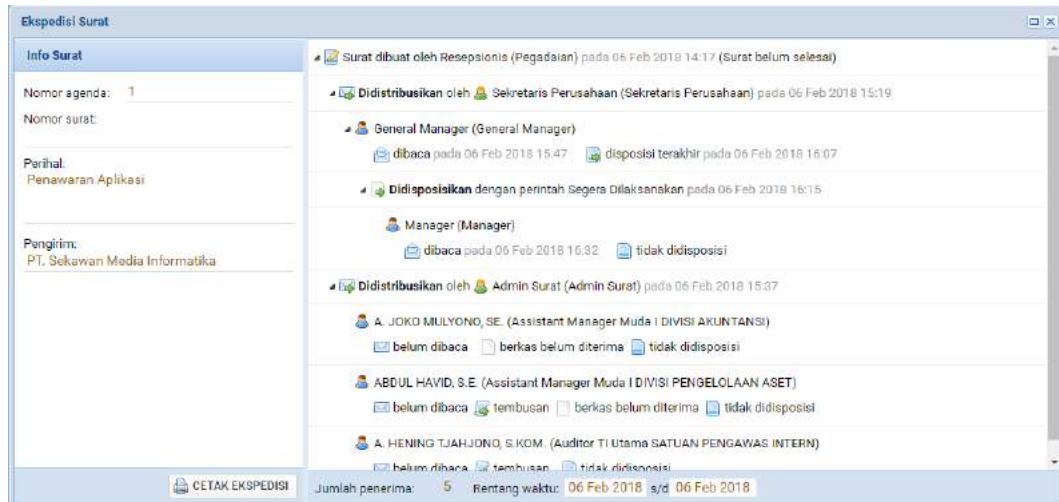 Ekspedisi Surat
Info Surat
Nomor agenda: 1
Nomor surat:
Perihal:
Penawaran Aplikasi
Pengirim:
PT. Sekawan Media Informatika
CETAK EKSPEDISI
Surat dibuat oleh Resepsionis (Pegadaian) pada 06 Feb 2018 14:17 (Surat belum selesai)
Didistribusikan oleh Sekretaris Perusahaan (Sekretaris Perusahaan) pada 06 Feb 2018 15:19
General Manager (General Manager)
dibaca pada 06 Feb 2018 15:47 disposisi terakhir pada 06 Feb 2018 16:07
Didisposisikan dengan perintah Segera Dilaksanakan pada 06 Feb 2018 16:15
Manager (Manager)
dibaca pada 06 Feb 2018 15:32 tidak didisposisi
Didistribusikan oleh Admin Surat (Admin Surat) pada 06 Feb 2018 15:37
A. JOKO MULYONO, SE. (Assistant Manager Muda I DIVISI AKUNTANSI)
belum dibaca berkas belum diterima tidak didisposisi
ABDUL HAVID, S.E. (Assistant Manager Muda I DIVISI PENGELOLAAN ASET)
belum dibaca tembusan berkas belum diterima tidak didisposisi
A. HENING TJAHJONO, S.KOM. (Auditor TI Utama SATUAN PENGAWAS INTERN)
belum dibaca tembusan tidak didisposisi
Jumlah penerima: 5 Rentang waktu: 06 Feb 2018 s/d 06 Feb 2018